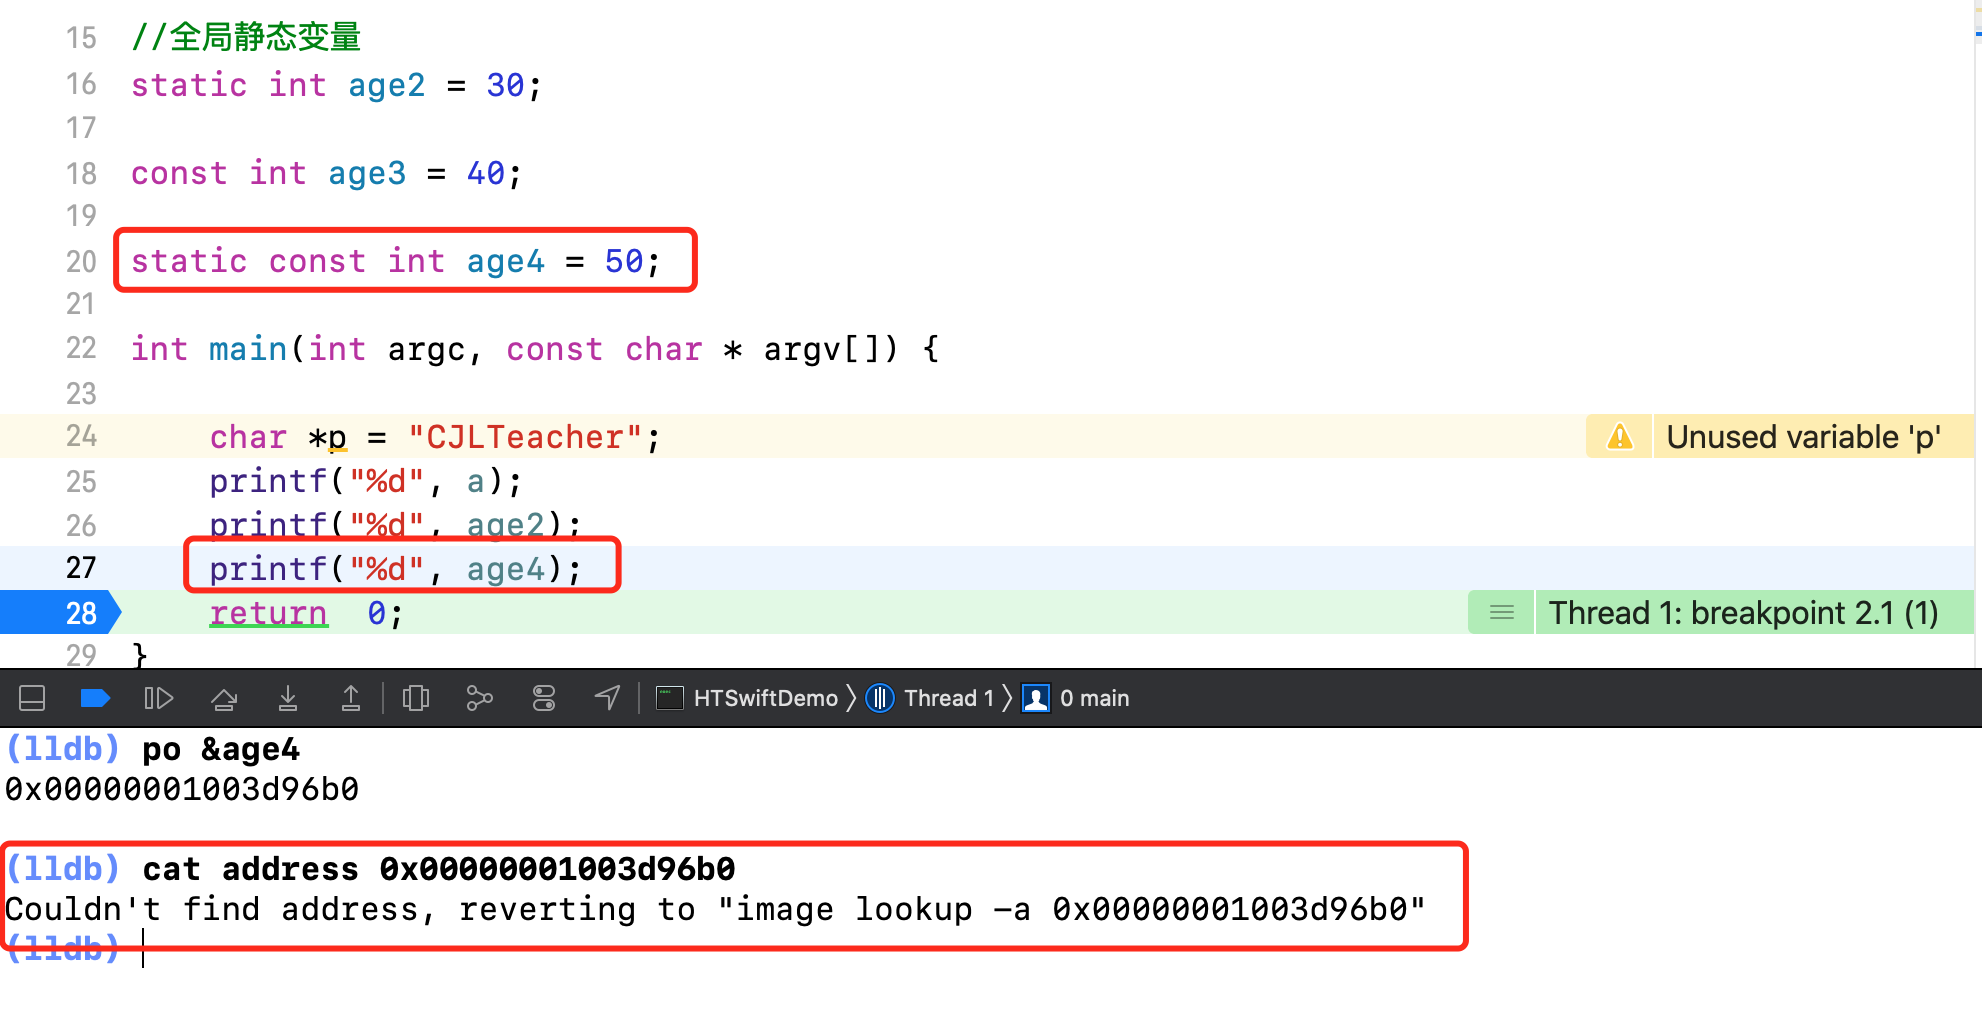 15 //全局静态变量
16 static int age2 = 30;
17
18 const int age3 = 40;
19
20 static const int age4 = 50;
21
22 int main(int argc, const char * argv[]) {
23
24 char *p = "CJLTeacher"; Unused variable 'p'
25 printf("%d", a);
26 printf("%d", age2);
27 printf("%d", age4);
28 return 0; Thread 1: breakpoint 2.1 (1)
29 }
HTSwiftDemo Thread 1 0 main
(lldb) po &age4
0x00000001003d96b0
(lldb) cat address 0x00000001003d96b0
Couldn't find address, reverting to "image lookup -a 0x00000001003d96b0"
(lldb)